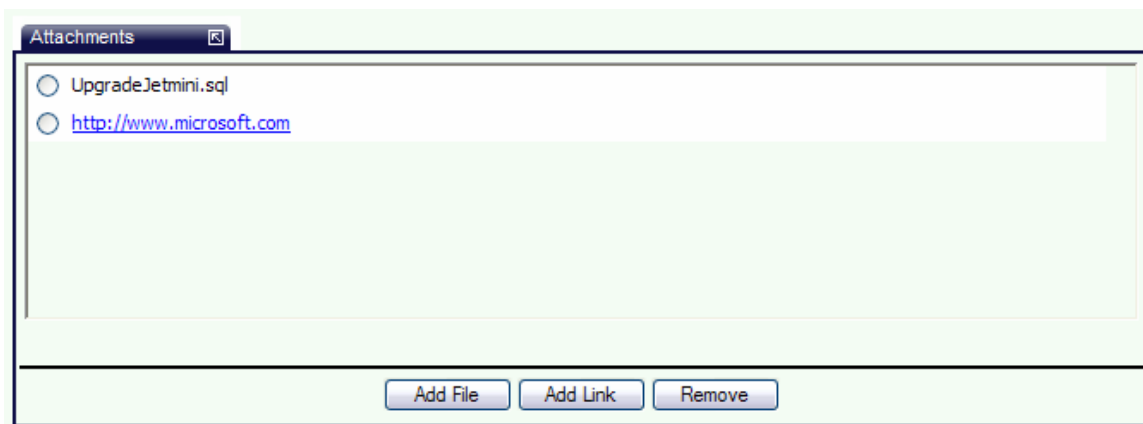 Attachments
UpgradeJetmini.sql
http://www.microsoft.com
Add File Add Link Remove